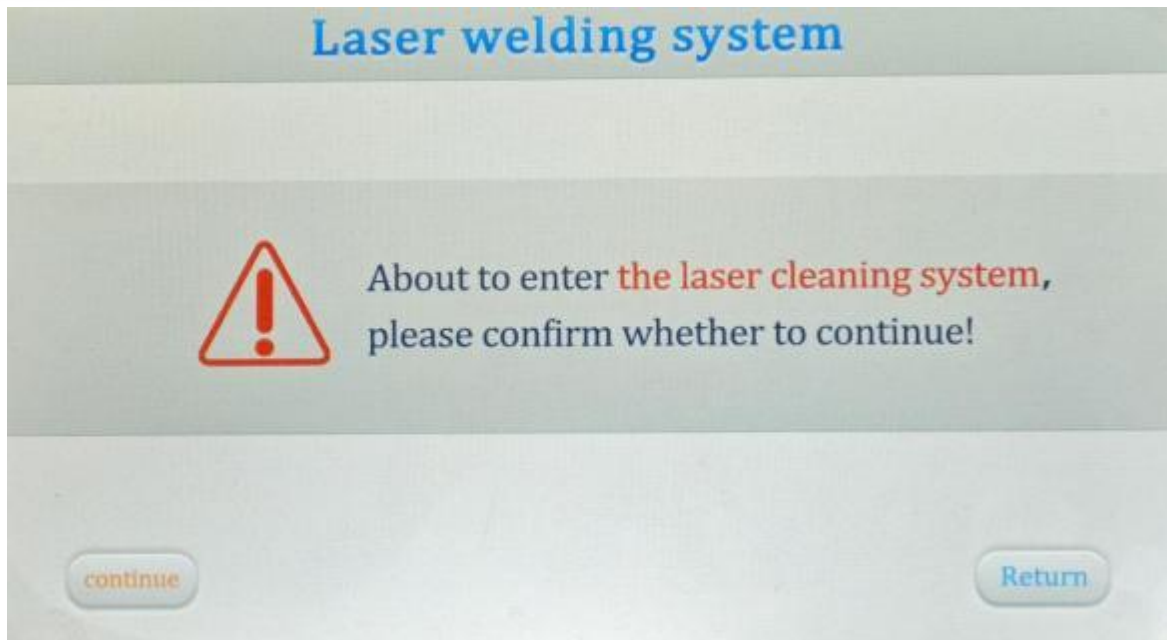 Laser welding system
About to enter the laser cleaning system,
please confirm whether to continue!
continue
Return